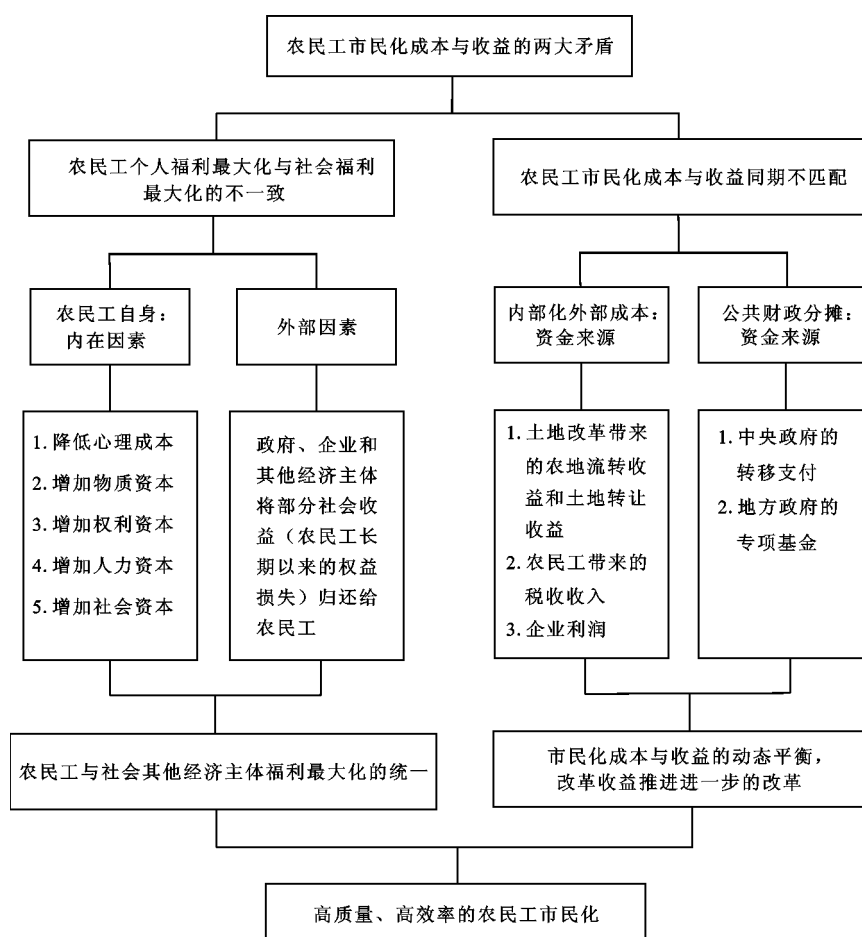 农民工市民化成本与收益的两大矛盾
农民工个人福利最大化与社会福利
最大化的不一致
农民工市民化成本与收益同期不匹配
农民工自身：
内在因素
外部因素
内部化外部成本：
资金来源
公共财政分摊：
资金来源
1. 降低心理成本
2. 增加物质资本
3. 增加权利资本
4. 增加人力资本
5. 增加社会资本
政府、企业和
其他经济主体
将部分社会收
益（农民工长
期以来的权益
损失）归还给
农民工
1. 土地改革带来
的农地流转收
益和土地转让
收益
2. 农民工带来的
税收收入
3. 企业利润
1. 中央政府的
转移支付
2. 地方政府的
专项基金
农民工与社会其他经济主体福利最大化的统一
市民化成本与收益的动态平衡，
改革收益推进进一步的改革
高质量、高效率的农民工市民化